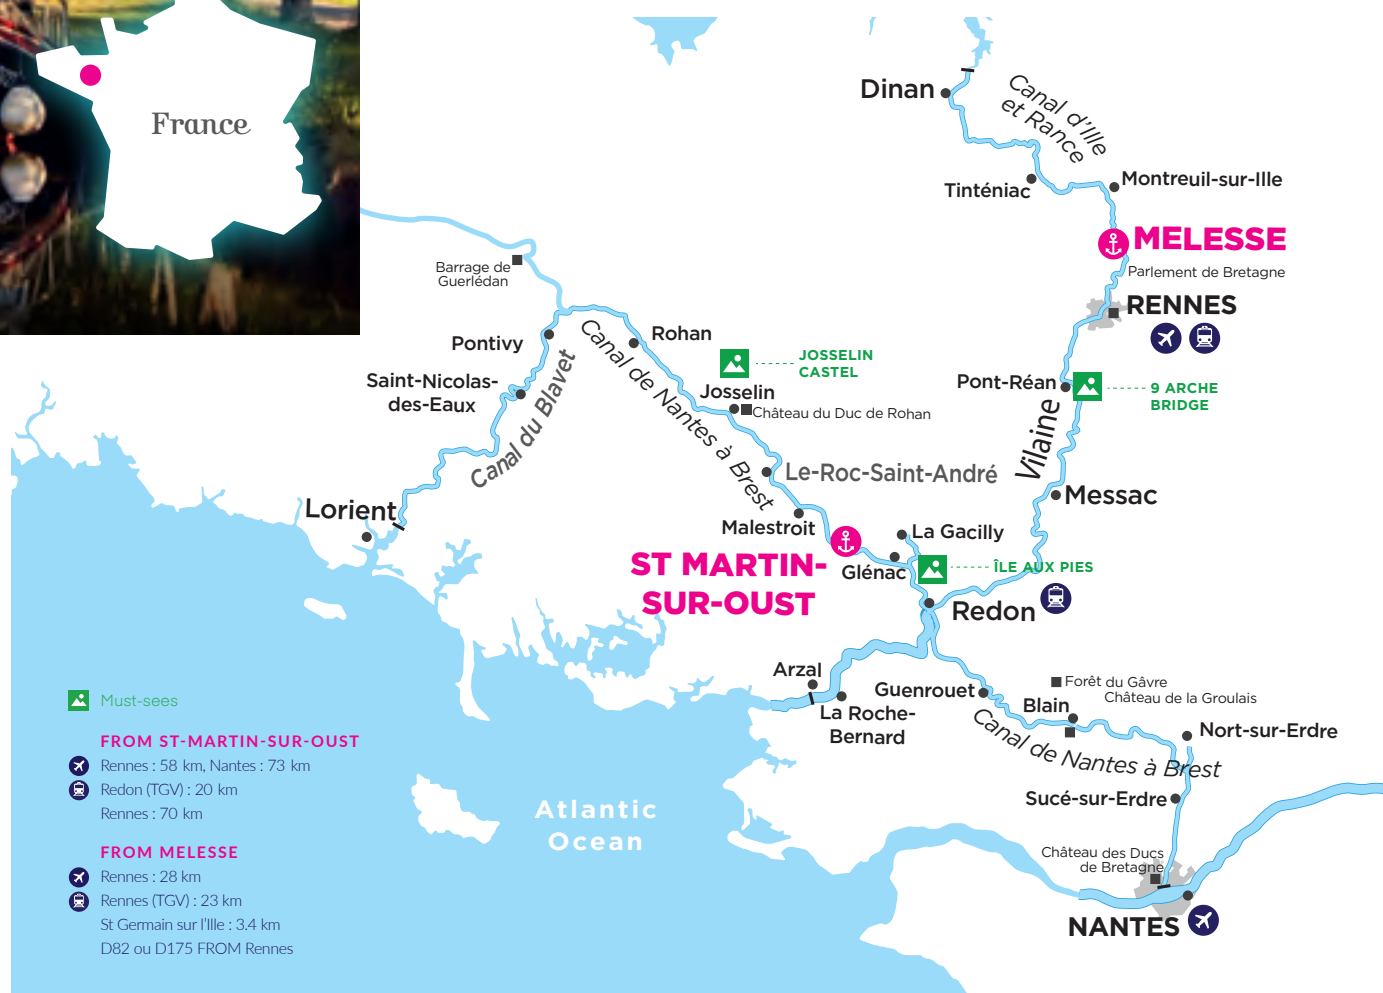 France
Dinan
Canal d'Ille
et Rance
Tinténiac
Montreuil-sur-Ille
MELESSE
Parlement de Bretagne
RENNES
Barrage de
Guerlédan
Pontivy
Rohan
Canal de Nantes à Brest
Canal du Blavet
Saint-Nicolas-
des-Eaux
JOSSELIN
CASTEL
Josselin
Château du Duc de Rohan
Pont-Réan
9 ARCHE
BRIDGE
Vilaine
Le-Roc-Saint-André
Messac
Lorient
Malestroit
La Gacilly
ST MARTIN-
SUR-OUST
Glénac
ÎLE AUX PIES
Redon
Arzal
La Roche-
Bernard
Guenrouet
Forêt du Gâvre
Château de la Groulais
Blain
Canal de Nantes à Brest
Nort-sur-Erdre
Sucé-sur-Erdre
Château des Ducs
de Bretagne
NANTES
Atlantic
Ocean
Must-sees
FROM ST-MARTIN-SUR-OUST
Rennes : 58 km, Nantes : 73 km
Redon (TGV) : 20 km
Rennes : 70 km
FROM MELESSE
Rennes : 28 km
Rennes (TGV) : 23 km
St Germain sur l'Ille : 3.4 km
D82 ou D175 FROM Rennes